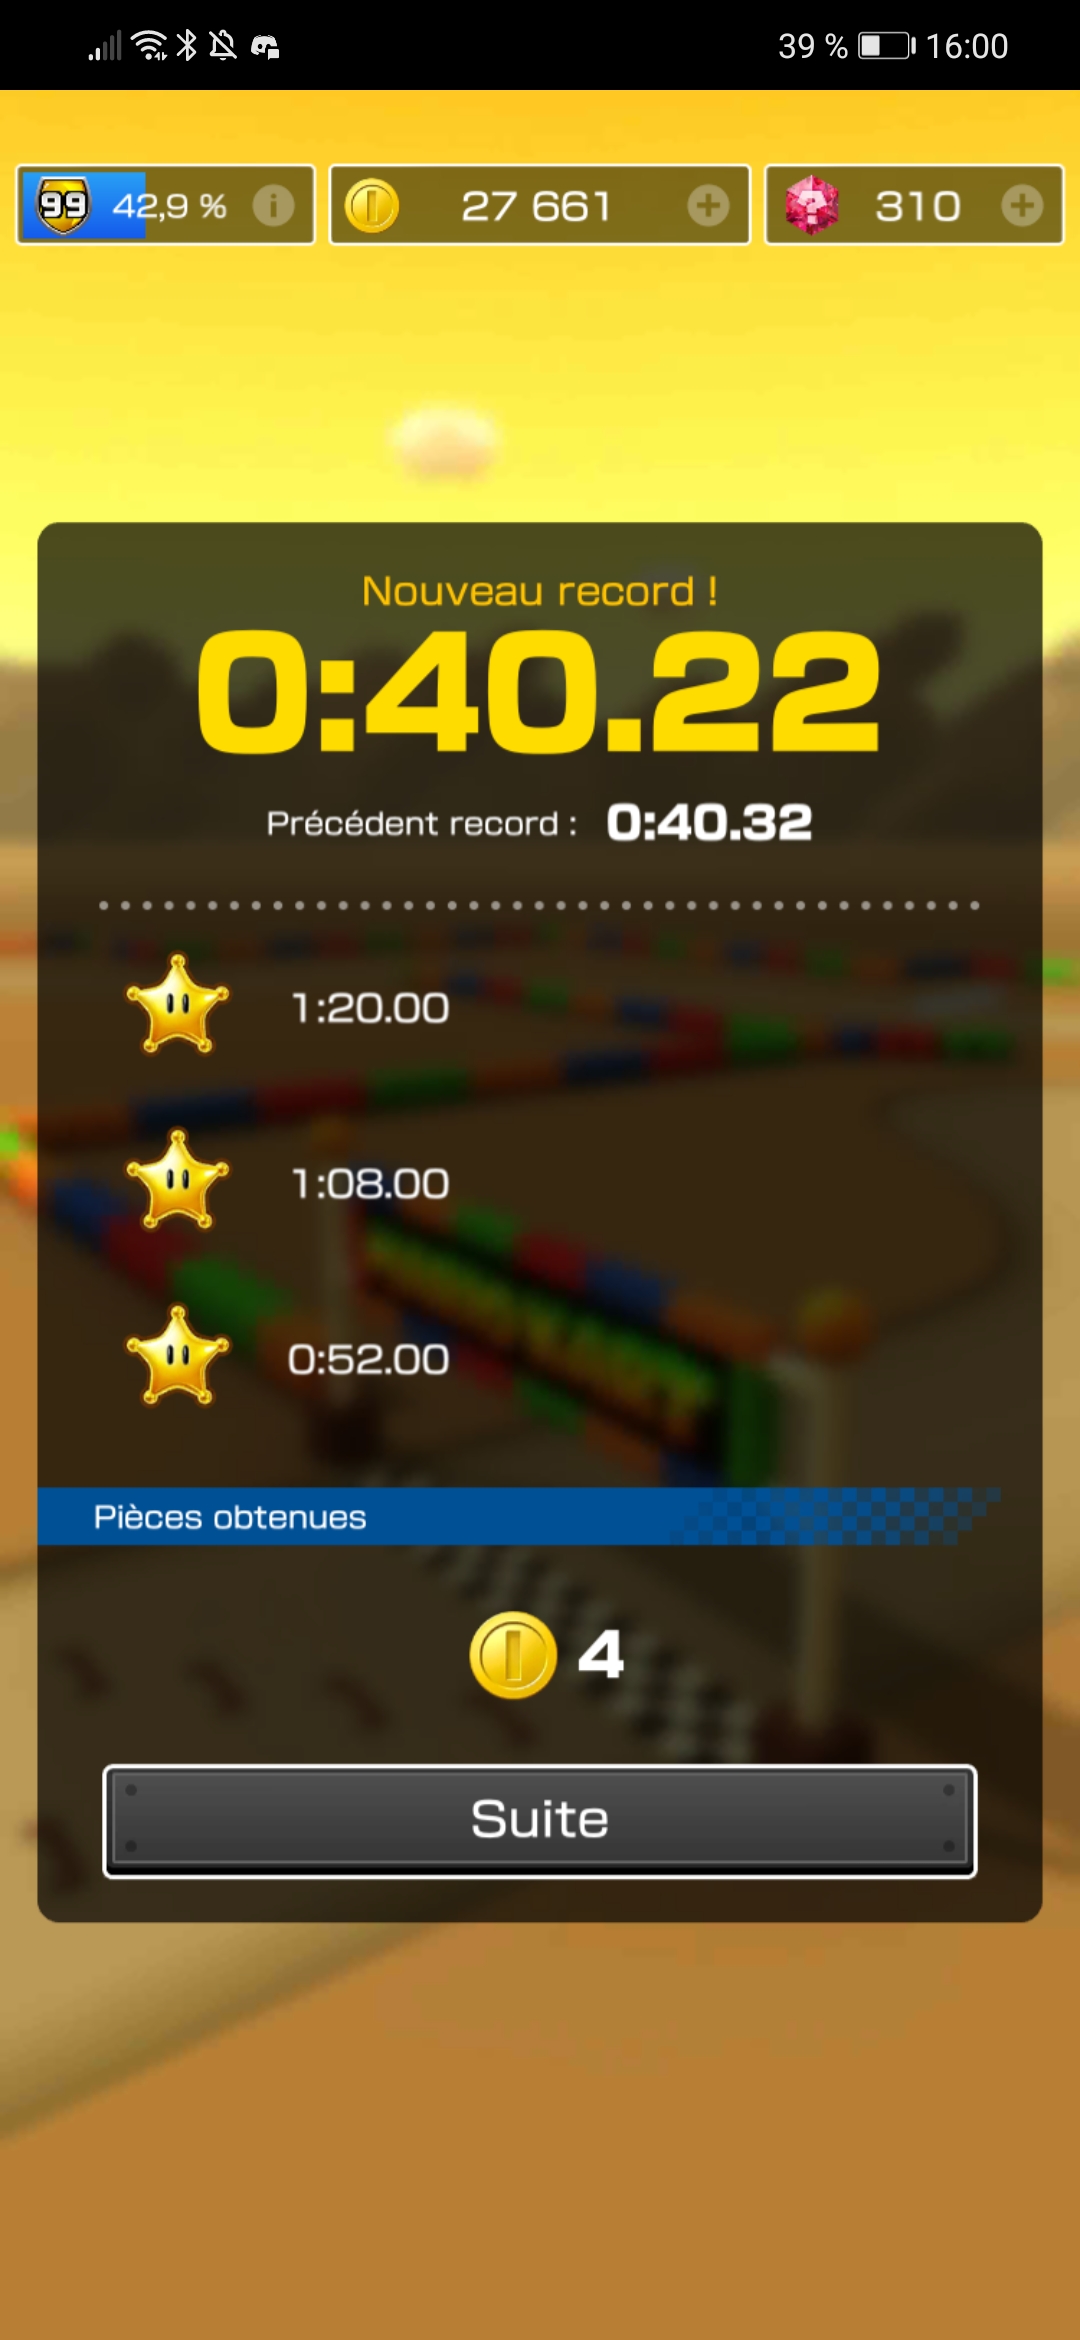 39 % 16:00
99 42,9 % i 27 661 + 310 +
Nouveau record !
0:40.22
Précédent record : 0:40.32
1:20.00
1:08.00
0:52.00
Pièces obtenues
4
Suite